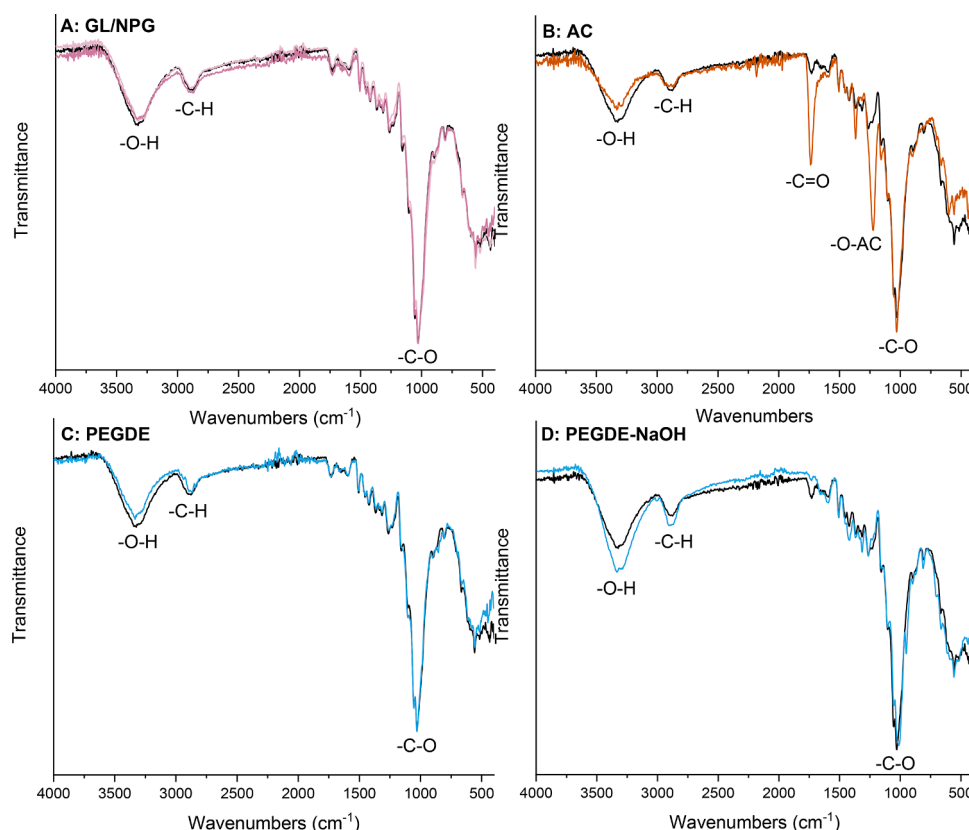 A: GL/NPG
-O-H
-C-H
-C-O
Transmittance
4000 3500 3000 2500 2000 1500 1000 500
Wavenumbers (cm⁻¹)
B: AC
-O-H
-C-H
-C=O
-O-AC
-C-O
Transmittance
4000 3500 3000 2500 2000 1500 1000 500
Wavenumbers
C: PEGDE
-O-H
-C-H
-C-O
Transmittance
4000 3500 3000 2500 2000 1500 1000 500
Wavenumbers (cm⁻¹)
D: PEGDE-NaOH
-O-H
-C-H
-C-O
Transmittance
4000 3500 3000 2500 2000 1500 1000 500
Wavenumbers (cm⁻¹)